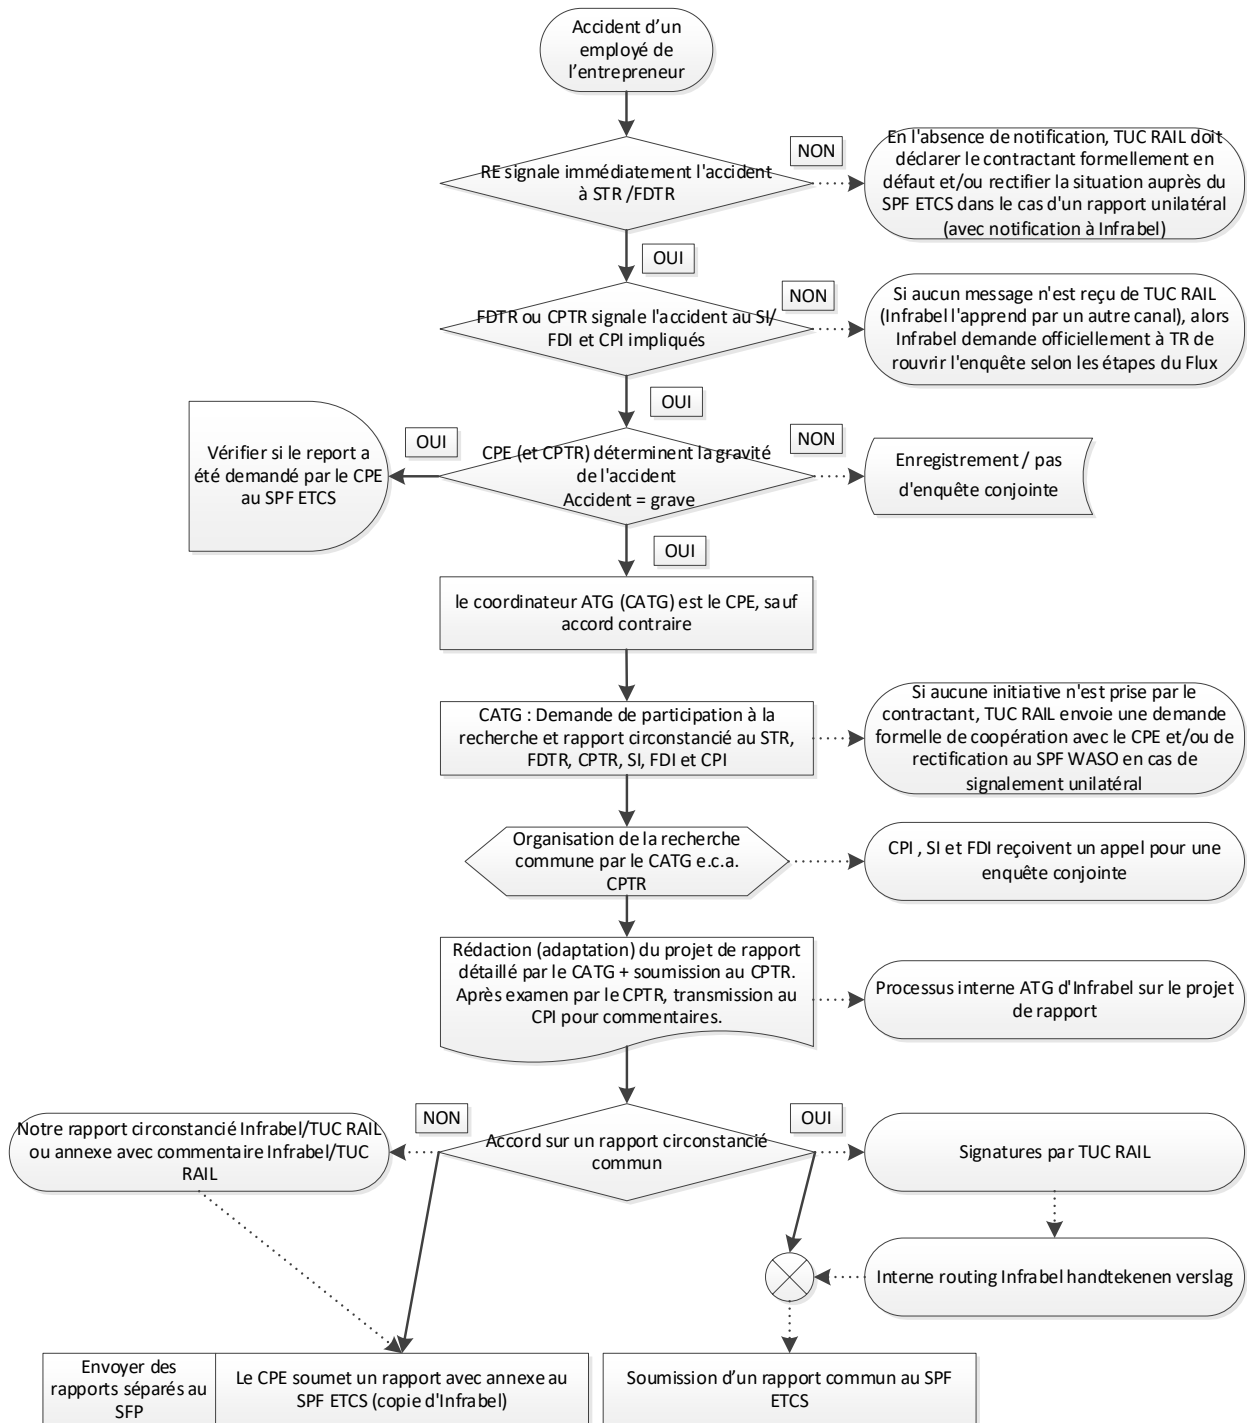 Accident d’un
employé de
l’entrepreneur
RE signale immédiatement l'accident
à STR /FDTR
NON
En l'absence de notification, TUC RAIL doit
déclarer le contractant formellement en
défaut et/ou rectifier la situation auprès du
SPF ETCS dans le cas d'un rapport unilatéral
(avec notification à Infrabel)
OUI
FDTR ou CPTR signale l'accident au SI/
FDI et CPI impliqués
NON
Si aucun message n'est reçu de TUC RAIL
(Infrabel l'apprend par un autre canal), alors
Infrabel demande officiellement à TR de
rouvrir l'enquête selon les étapes du Flux
OUI
Vérifier si le report a
été demandé par le CPE
au SPF ETCS
OUI
CPE (et CPTR) déterminent la gravité
de l'accident
Accident = grave
NON
Enregistrement / pas
d'enquête conjointe
OUI
le coordinateur ATG (CATG) est le CPE, sauf
accord contraire
CATG : Demande de participation à la
recherche et rapport circonstancié au STR,
FDTR, CPTR, SI, FDI et CPI
Si aucune initiative n'est prise par le
contractant, TUC RAIL envoie une demande
formelle de coopération avec le CPE et/ou de
rectification au SPF WASO en cas de
signalement unilatéral
Organisation de la recherche
commune par le CATG e.c.a.
CPTR
CPI , SI et FDI reçoivent un appel pour une
enquête conjointe
Rédaction (adaptation) du projet de rapport
détaillé par le CATG + soumission au CPTR.
Après examen par le CPTR, transmission au
CPI pour commentaires.
Processus interne ATG d'Infrabel sur le projet
de rapport
Notre rapport circonstancié Infrabel/TUC RAIL
ou annexe avec commentaire Infrabel/TUC
RAIL
NON
Accord sur un rapport circonstancié
commun
OUI
Signatures par TUC RAIL
Interne routing Infrabel handtekenen verslag
Envoyer des
rapports séparés au
SFP
Le CPE soumet un rapport avec annexe au
SPF ETCS (copie d'Infrabel)
Soumission d’un rapport commun au SPF
ETCS